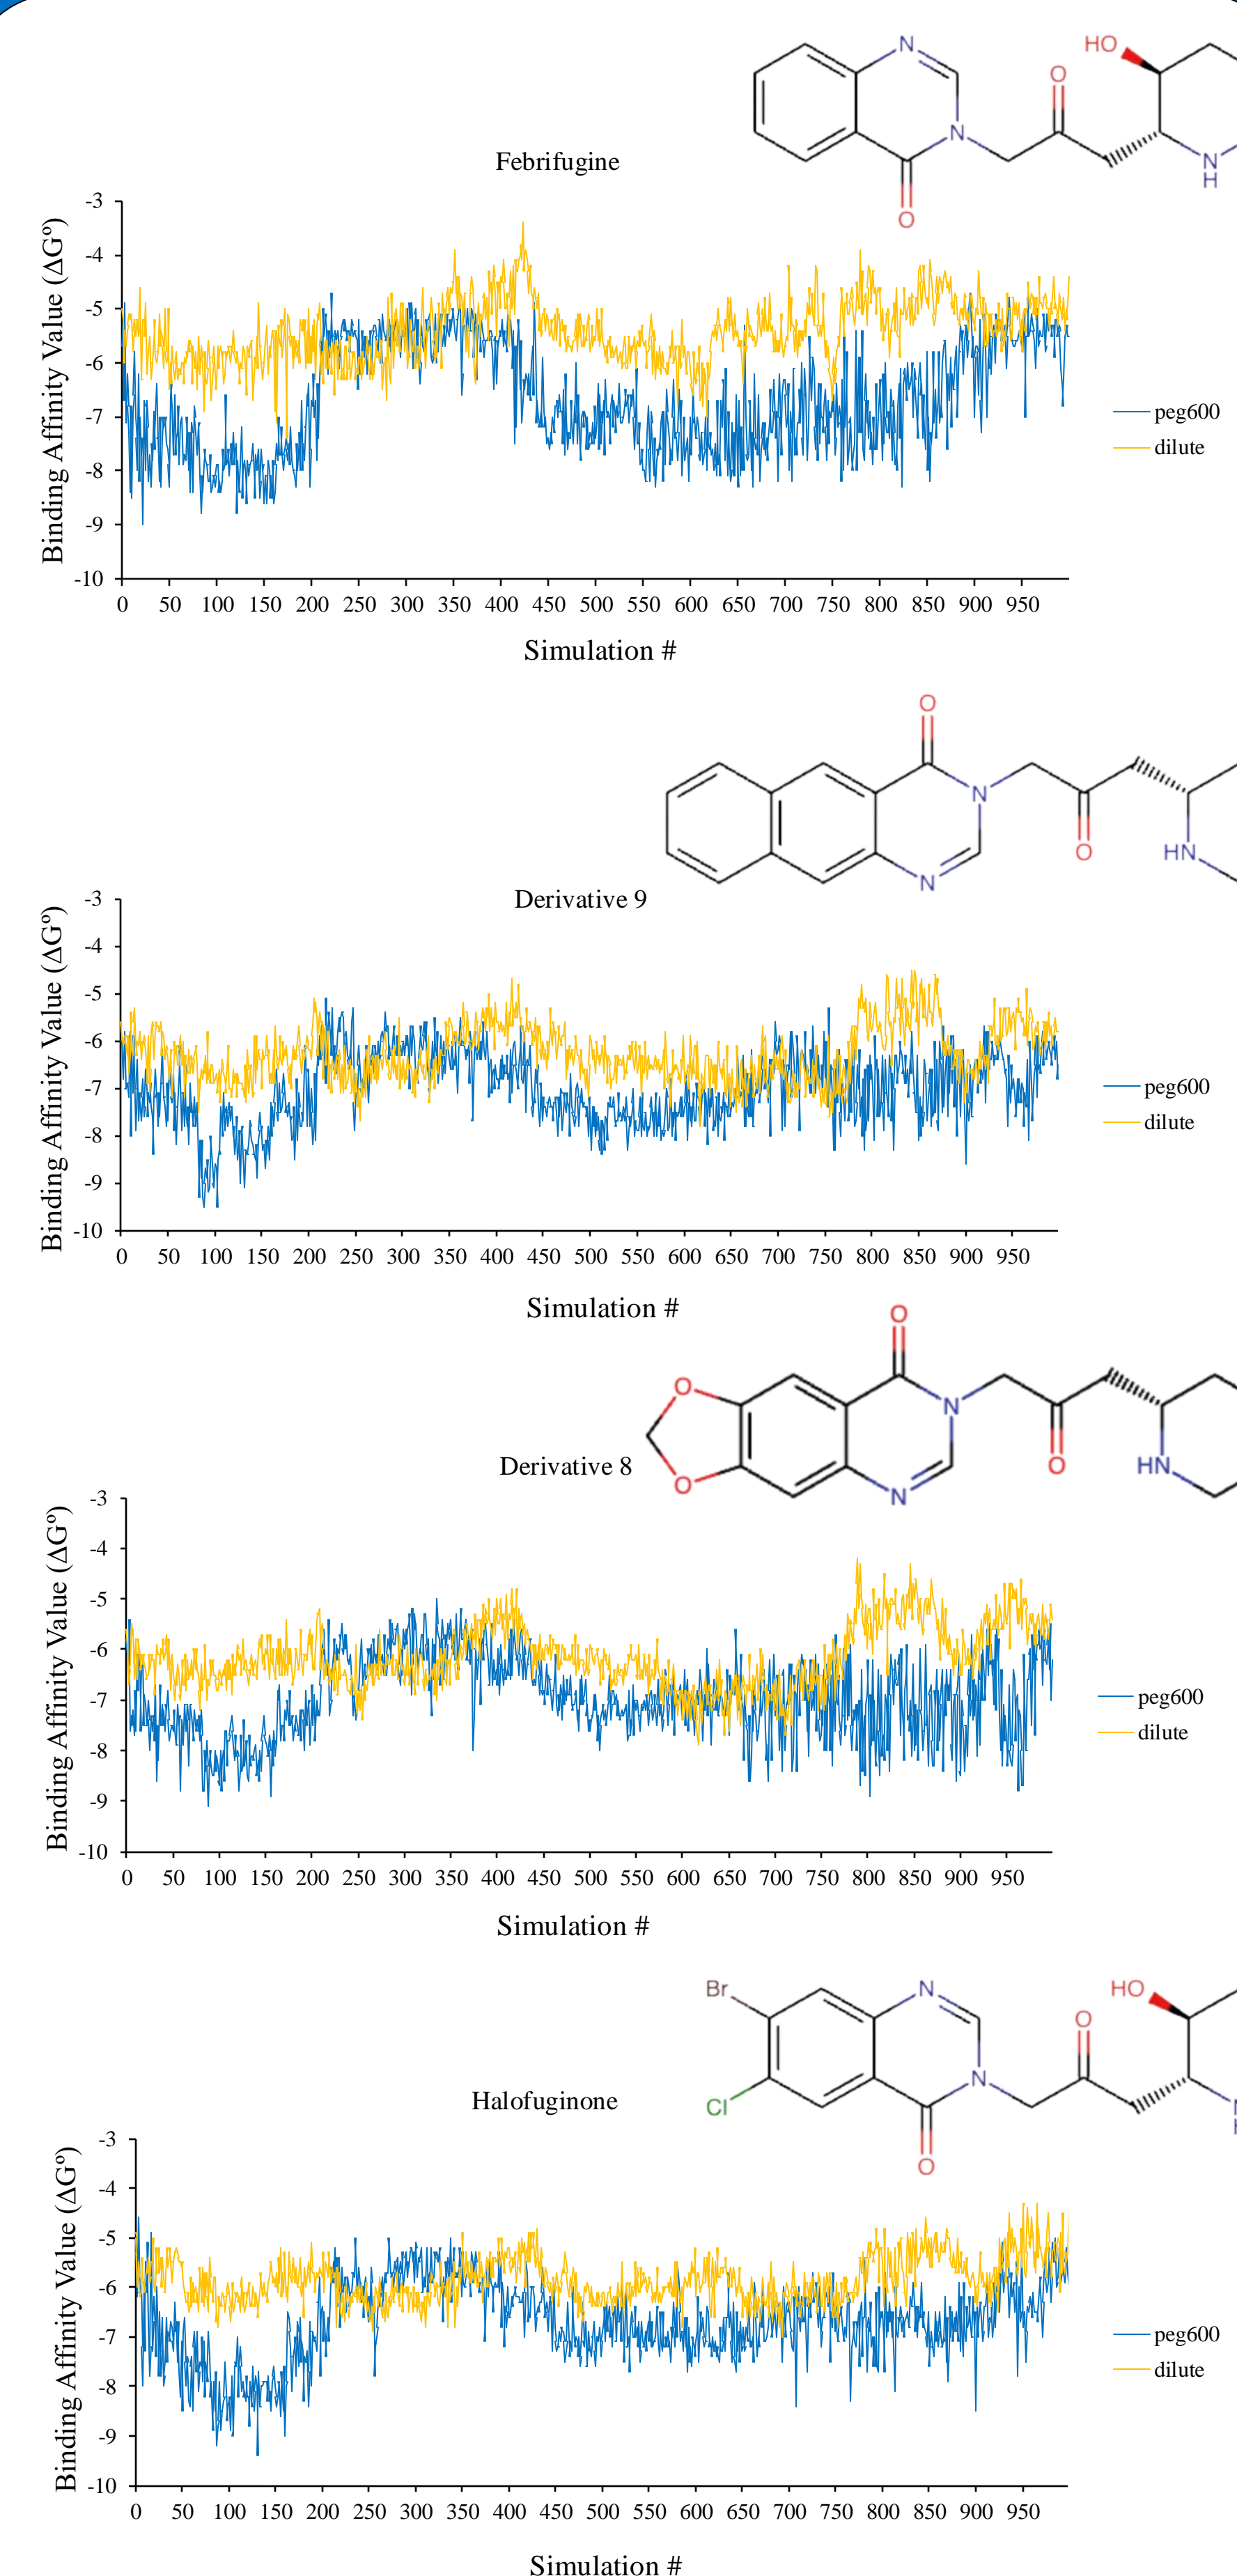 N
HO
O
N
N
H
O
Febrifugine
Binding Affinity Value (ΔGº)
-3
-4
-5
-6
-7
-8
-9
-10
peg600
dilute
0 50 100 150 200 250 300 350 400 450 500 550 600 650 700 750 800 850 900 950
Simulation #
O
N
O
HN
N
Derivative 9
Binding Affinity Value (ΔGº)
-3
-4
-5
-6
-7
-8
-9
-10
peg600
dilute
0 50 100 150 200 250 300 350 400 450 500 550 600 650 700 750 800 850 900 950
Simulation #
O
O
N
O
HN
O
N
Derivative 8
Binding Affinity Value (ΔGº)
-3
-4
-5
-6
-7
-8
-9
-10
peg600
dilute
0 50 100 150 200 250 300 350 400 450 500 550 600 650 700 750 800 850 900 950
Simulation #
Br
N
HO
O
N
Cl
O
Halofuginone
Binding Affinity Value (ΔGº)
-3
-4
-5
-6
-7
-8
-9
-10
peg600
dilute
0 50 100 150 200 250 300 350 400 450 500 550 600 650 700 750 800 850 900 950
Simulation #